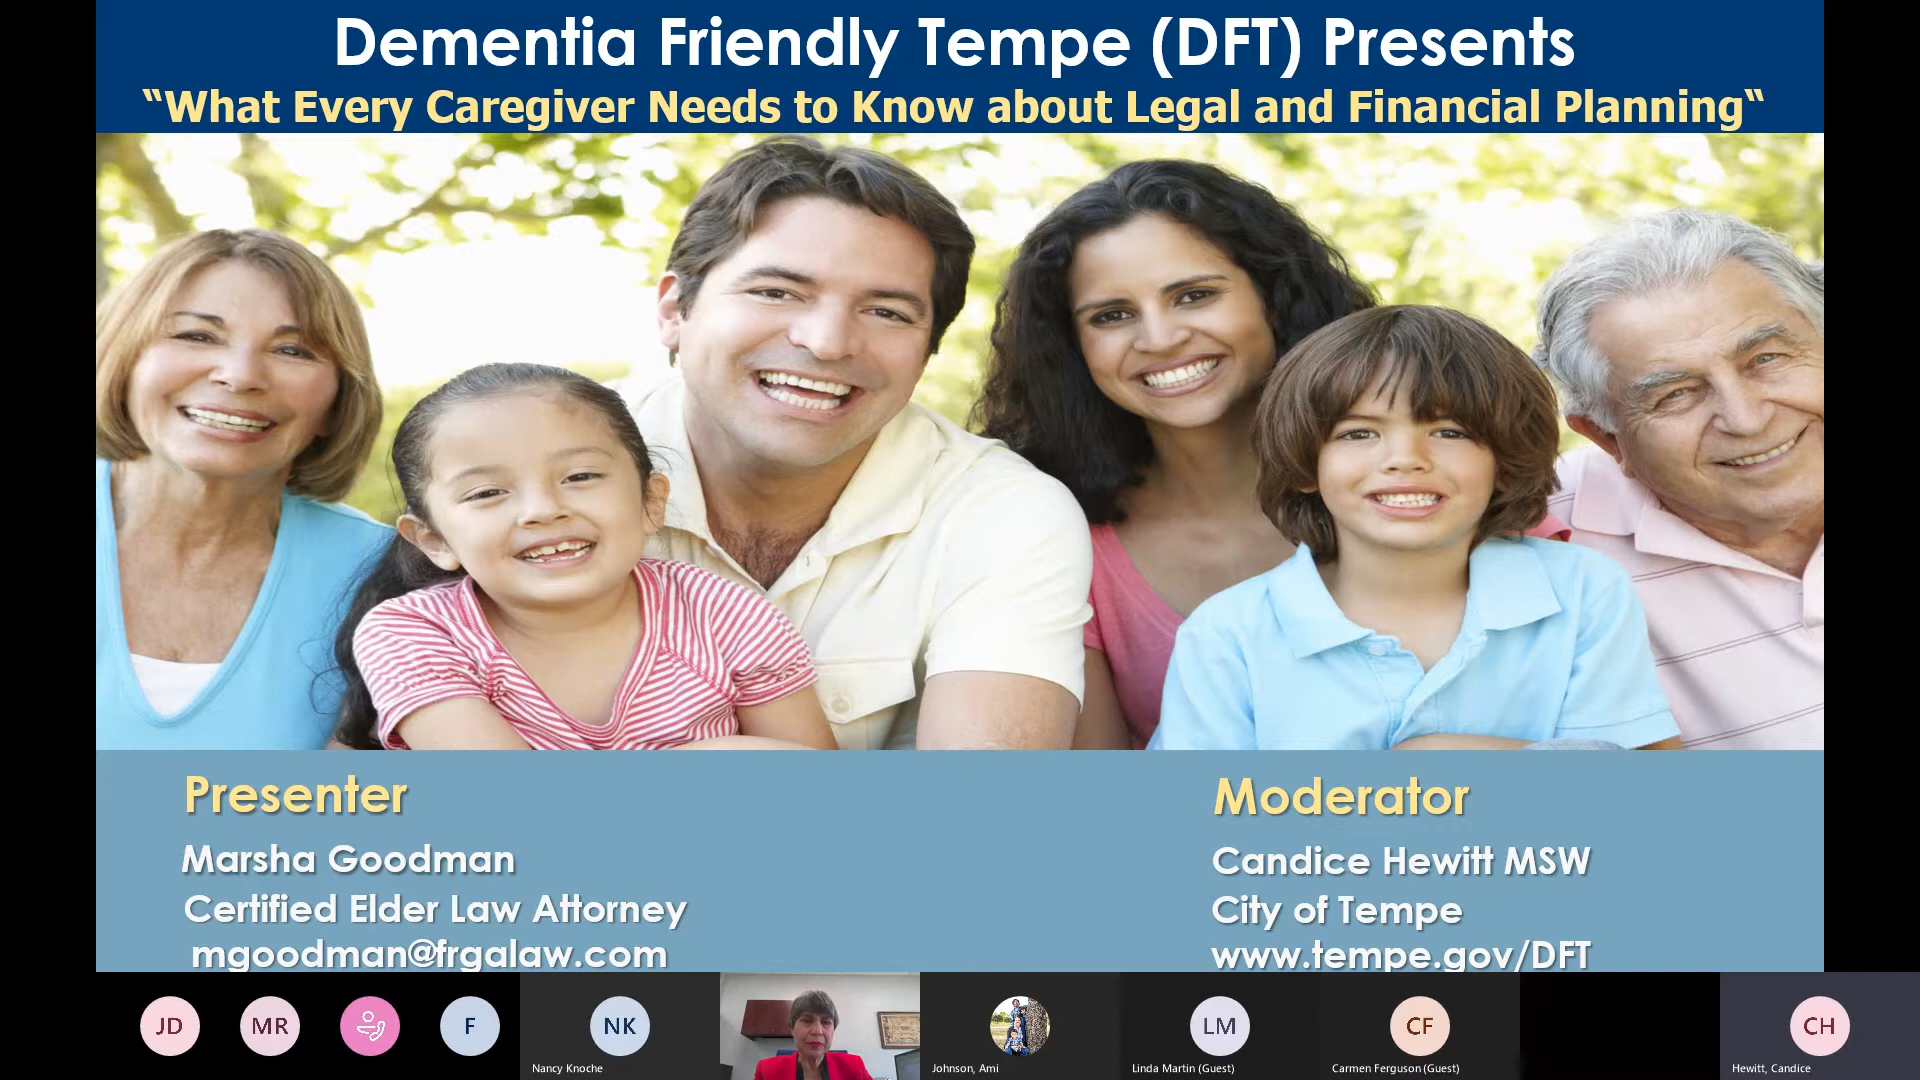 Dementia Friendly Tempe (DFT) Presents
“What Every Caregiver Needs to Know about Legal and Financial Planning“
Presenter
Marsha Goodman
Certified Elder Law Attorney
mgoodman@frgalaw.com
Moderator
Candice Hewitt MSW
City of Tempe
www.tempe.gov/DFT
JD
MR
F
NK
LM
CF
CH
Nancy Knoche
Johnson, Ami
Linda Martin (Guest)
Carmen Ferguson (Guest)
Hewitt, Candice